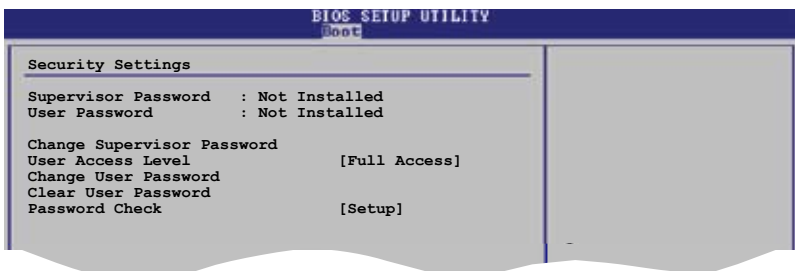 BIOS SETUP UTILITY
Boot
Security Settings
Supervisor Password : Not Installed
User Password : Not Installed
Change Supervisor Password
User Access Level [Full Access]
Change User Password
Clear User Password
Password Check [Setup]